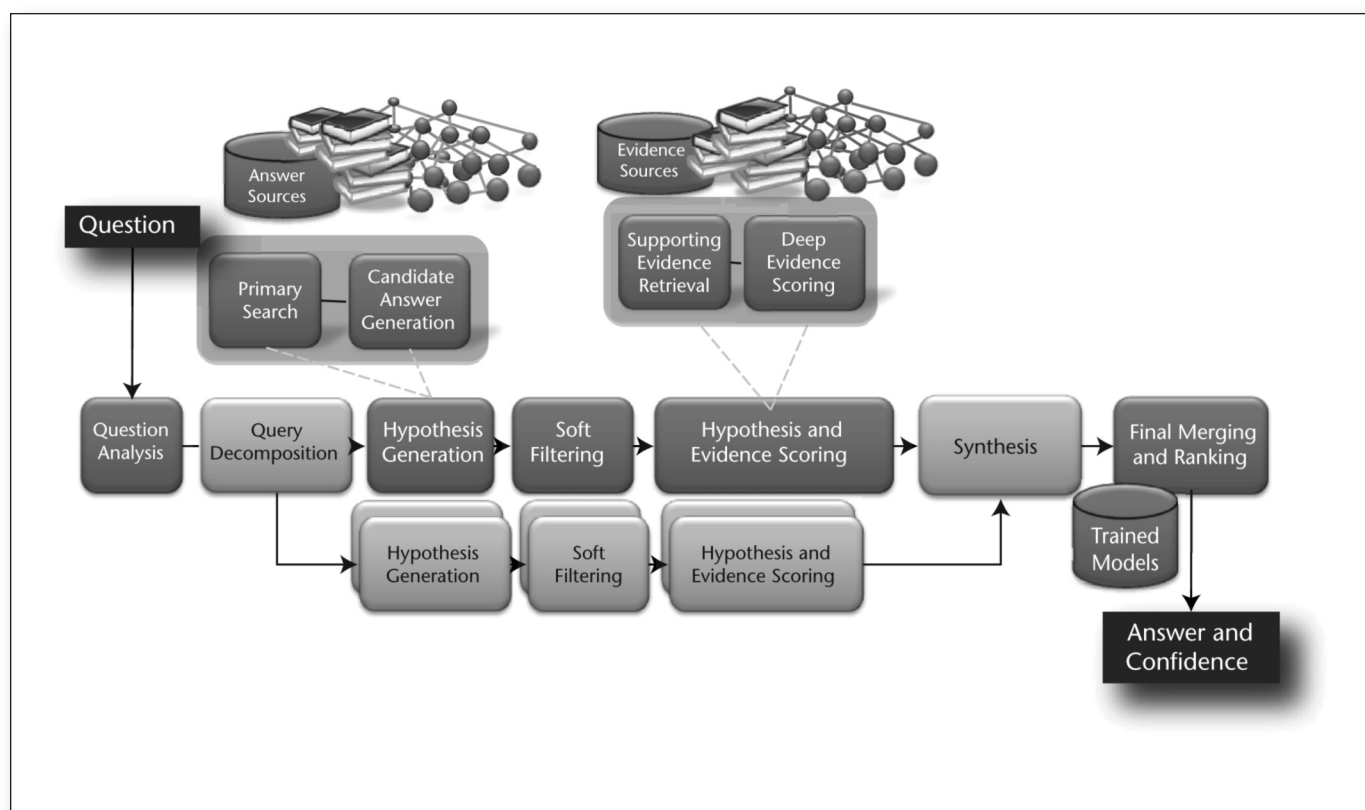 Answer
Sources
Evidence
Sources
Question
Primary
Search
Candidate
Answer
Generation
Supporting
Evidence
Retrieval
Deep
Evidence
Scoring
Question
Analysis
Query
Decomposition
Hypothesis
Generation
Soft
Filtering
Hypothesis and
Evidence Scoring
Synthesis
Final Merging
and Ranking
Hypothesis
Generation
Soft
Filtering
Hypothesis and
Evidence Scoring
Trained
Models
Answer and
Confidence